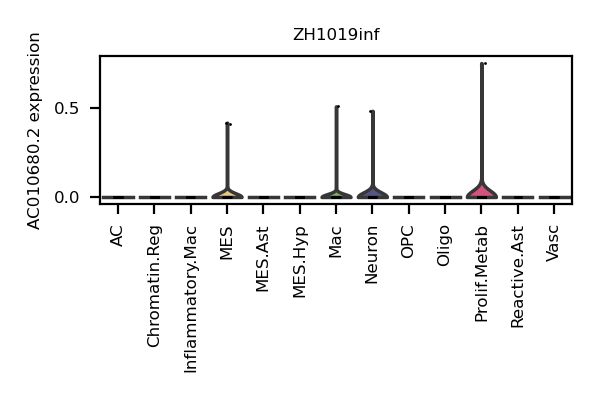 ZH1019inf
AC010680.2 expression
0.5
0.0
AC
Chromatin.Reg
Inflammatory.Mac
MES
MES.Ast
MES.Hyp
Mac
Neuron
OPC
Oligo
Prolif.Metab
Reactive.Ast
Vasc